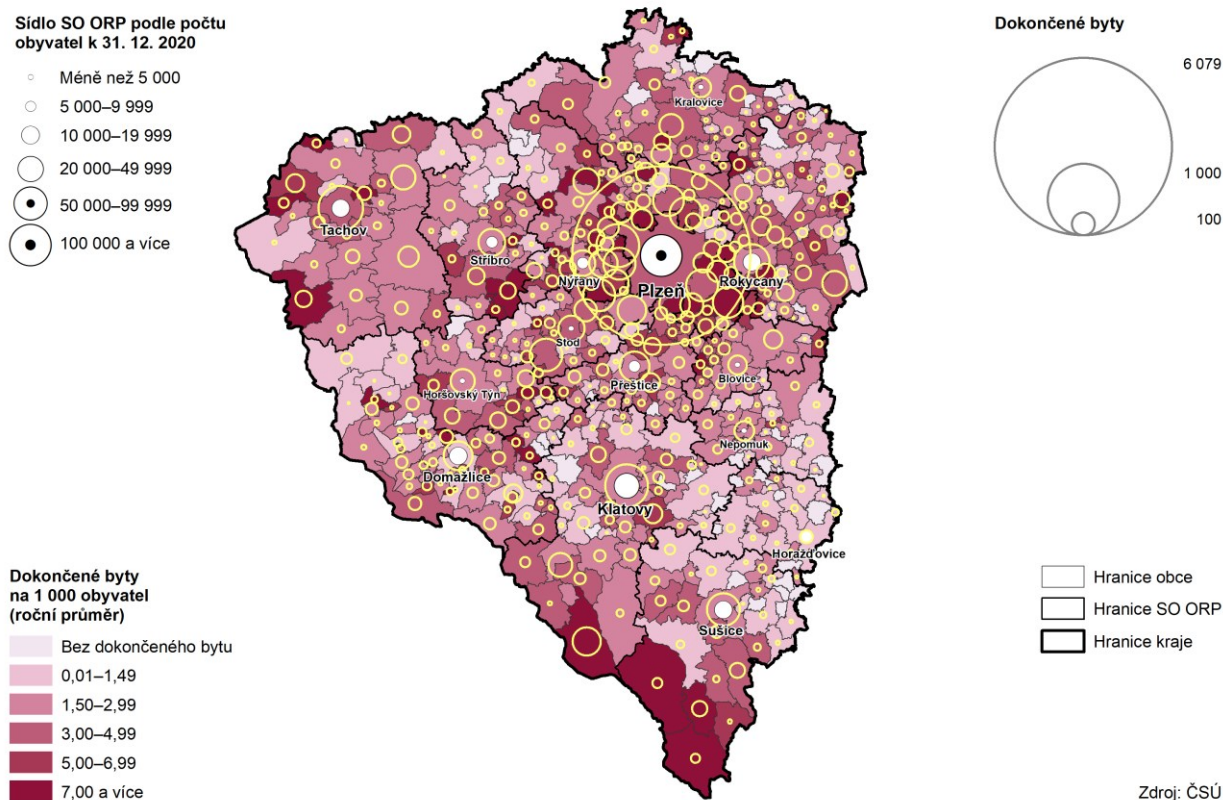 Sídlo SO ORP podle počtu
obyvatel k 31. 12. 2020
Méně než 5 000
5 000–9 999
10 000–19 999
20 000–49 999
50 000–99 999
100 000 a více
Dokončené byty
6 079
1 000
100
Kralovice
Tachov
Stříbro
Nýřany
Plzeň
Rokycany
Stod
Přeštice
Blovice
Horšovský Týn
Nepomuk
Domažlice
Klatovy
Horažďovice
Sušice
Dokončené byty
na 1 000 obyvatel
(roční průměr)
Bez dokončeného bytu
0,01–1,49
1,50–2,99
3,00–4,99
5,00–6,99
7,00 a více
Hranice obce
Hranice SO ORP
Hranice kraje
Zdroj: ČSÚ